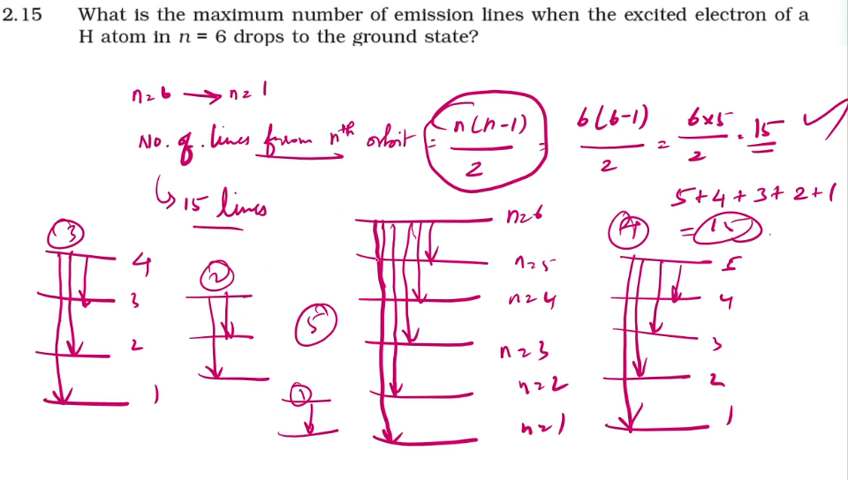 2.15 What is the maximum number of emission lines when the excited electron of a
H atom in n = 6 drops to the ground state?
n=6 → n=1
No. of lines from nth orbit = n(n-1)/2 = 6(6-1)/2 = 6x5/2 = 15 ✓
↳ 15 lines
5+4+3+2+1
= 15
3
4
3
2
1
2
5
n=6
n=5
n=4
n=3
n=2
n=1
1
4
5
4
3
2
1